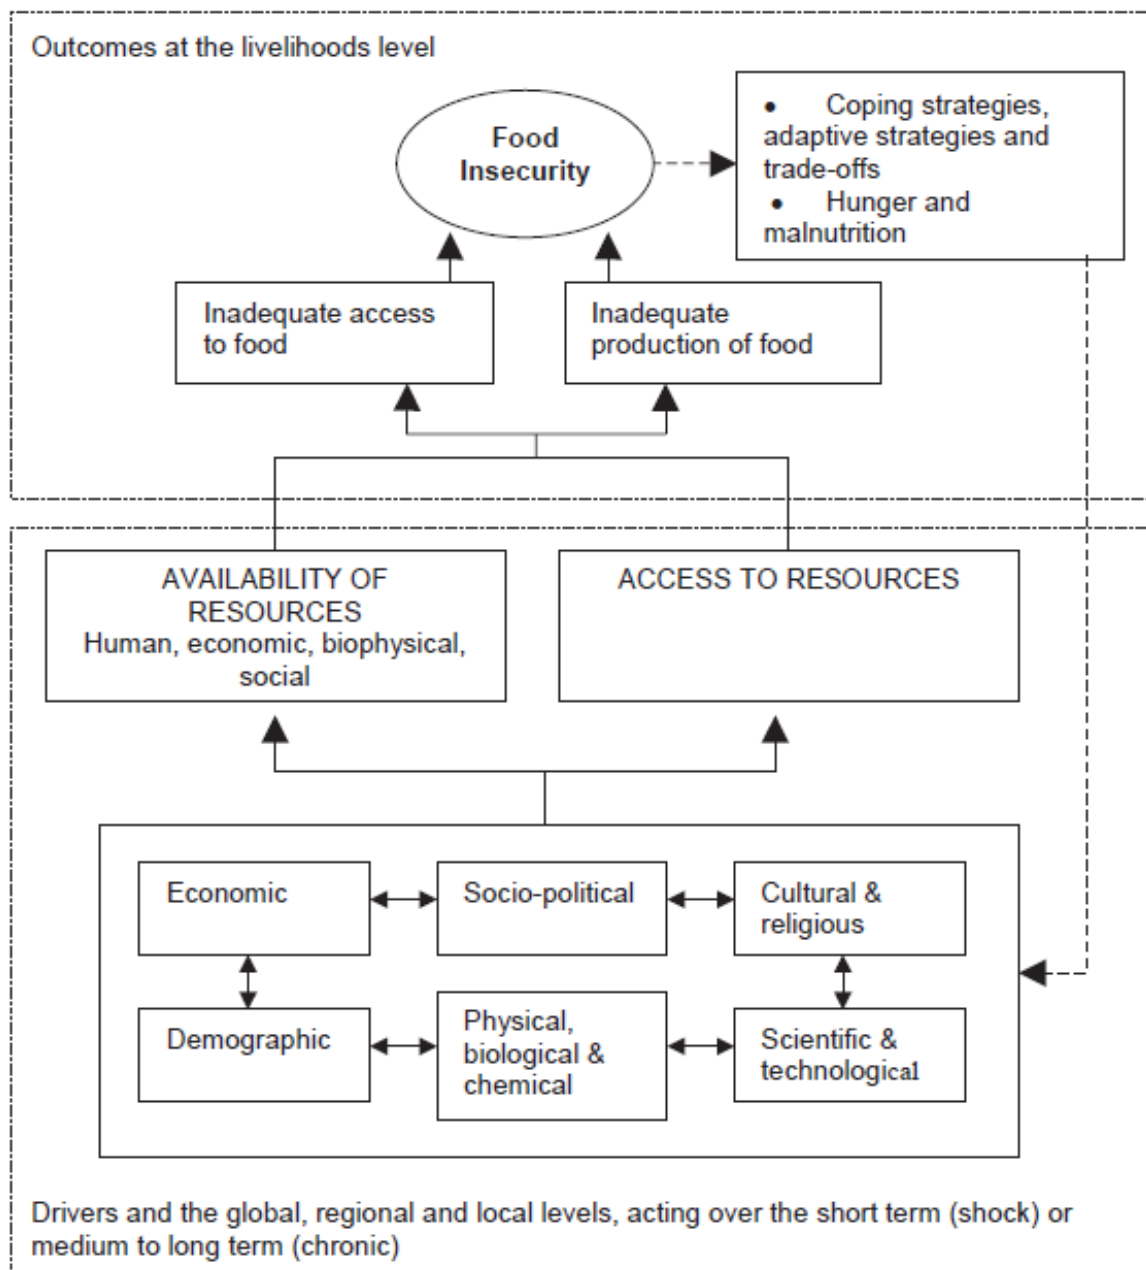 Outcomes at the livelihoods level
Food
Insecurity
• Coping strategies,
adaptive strategies and
trade-offs
• Hunger and
malnutrition
Inadequate access
to food
Inadequate
production of food
AVAILABILITY OF
RESOURCES
Human, economic, biophysical,
social
ACCESS TO RESOURCES
Economic
Socio-political
Cultural &
religious
Demographic
Physical,
biological &
chemical
Scientific &
technological
Drivers and the global, regional and local levels, acting over the short term (shock) or
medium to long term (chronic)